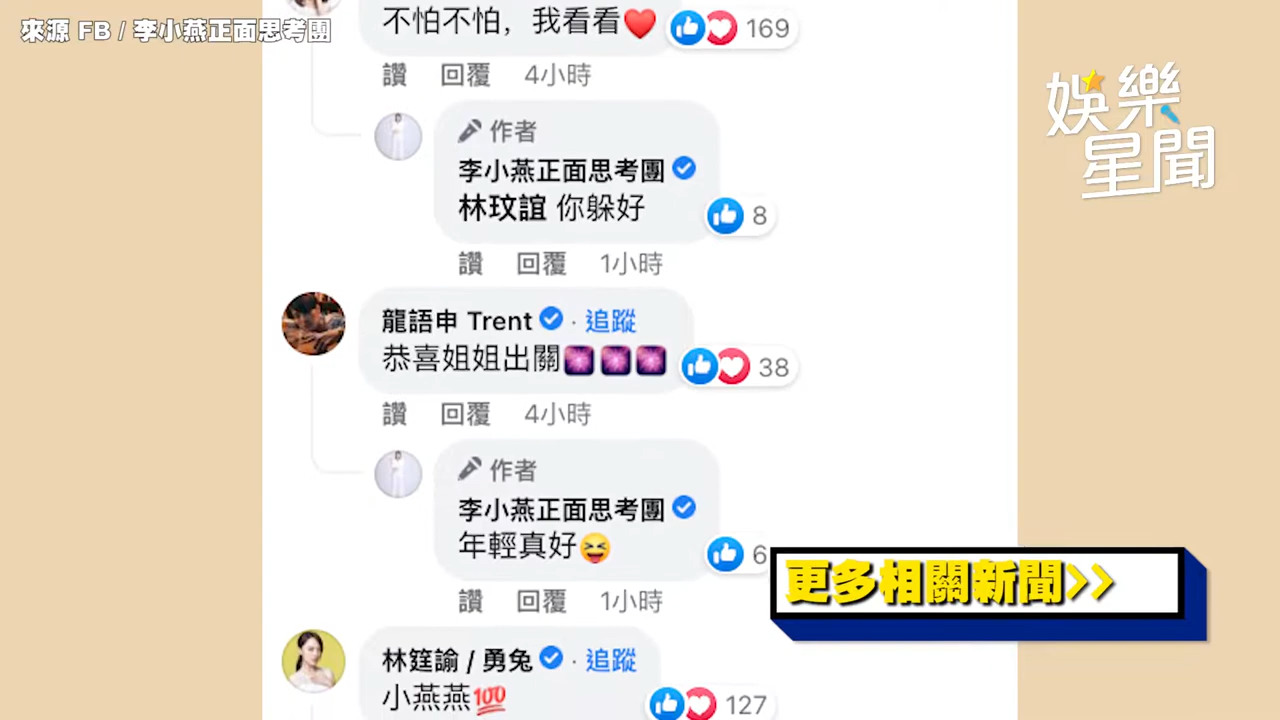 來源 FB / 李小燕正面思考團
不怕不怕，我看看❤️ 169
讚 回覆 4小時
作者
李小燕正面思考團
林玟誼 你躲好 8
讚 回覆 1小時
龍語申 Trent · 追蹤
恭喜姐姐出關🎆🎆🎆 38
讚 回覆 4小時
作者
李小燕正面思考團
年輕真好😝 6
讚 回覆 1小時
林筳諭 / 勇兔 · 追蹤
小燕燕💯 127
娛樂
星聞
更多相關新聞>>